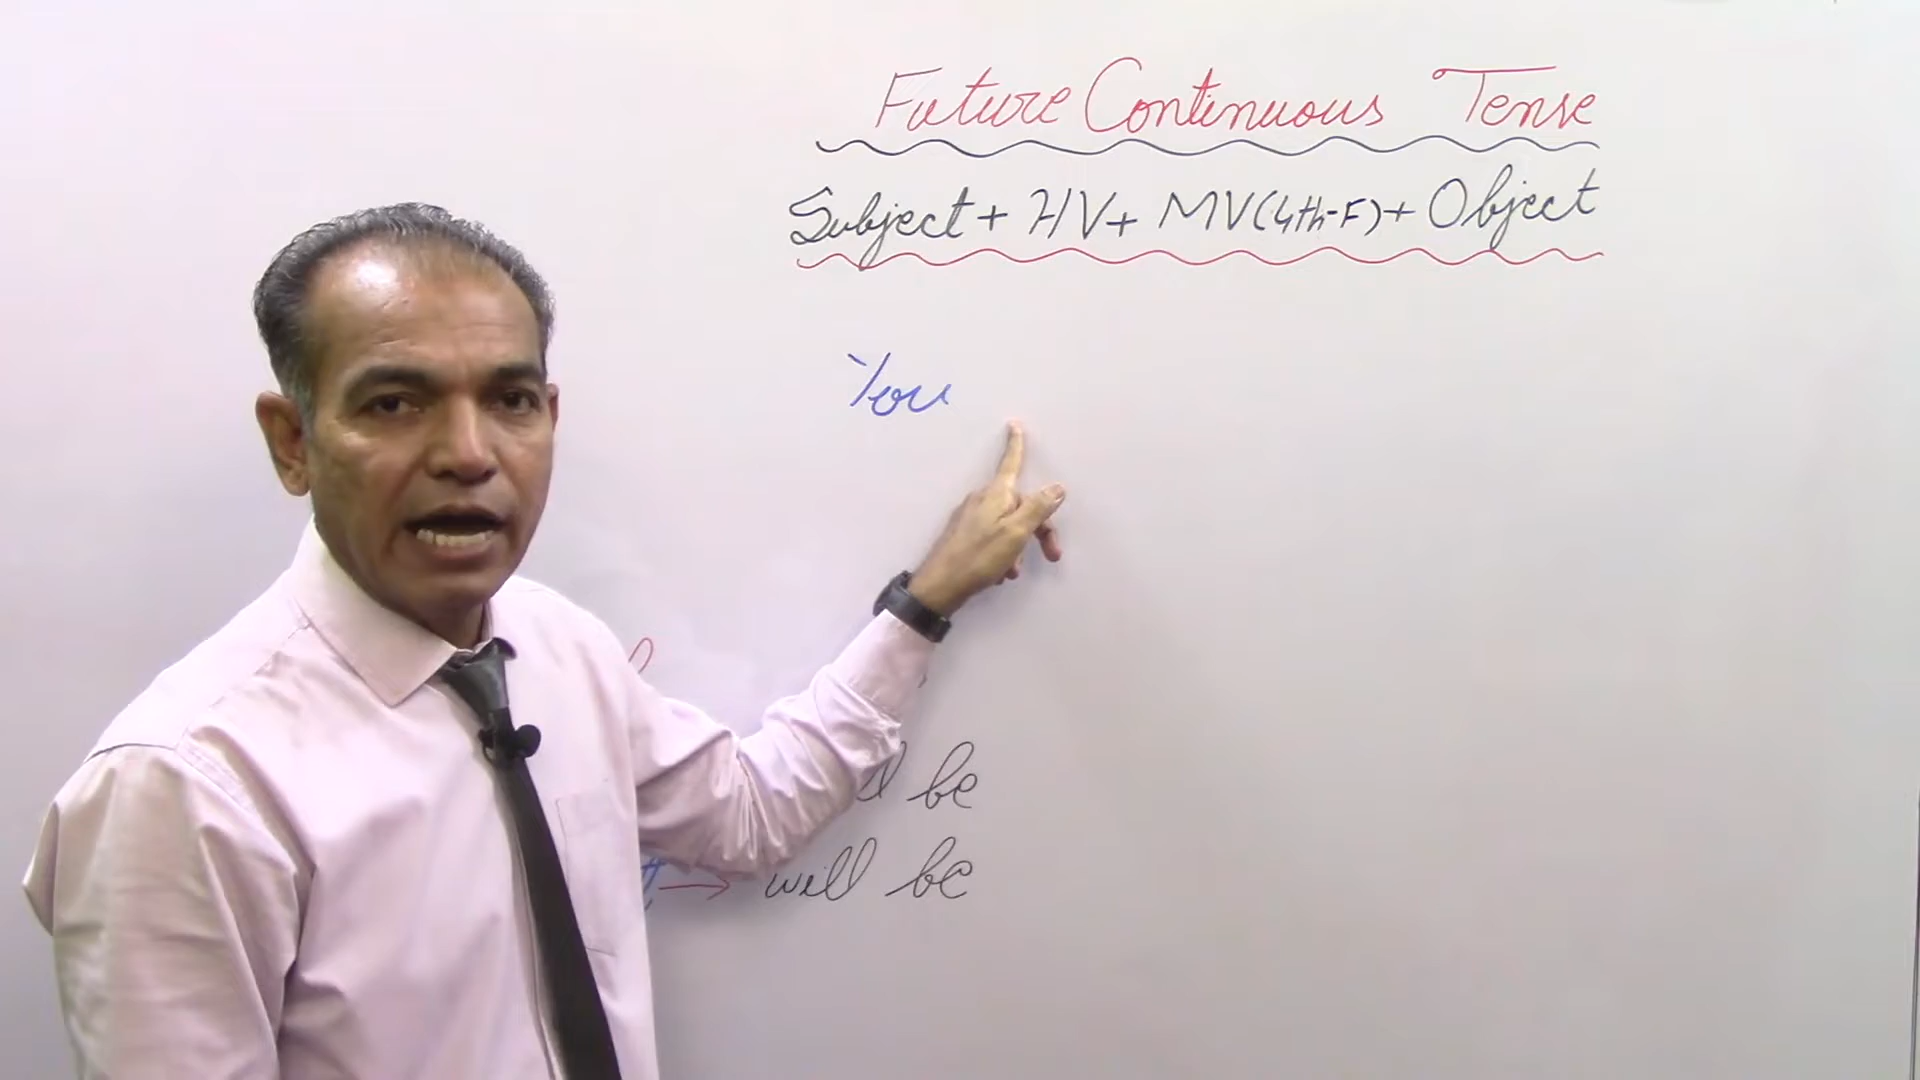 Future Continuous Tense
Subject + HV + MV(4th-F) + Object
You
be
→ will be